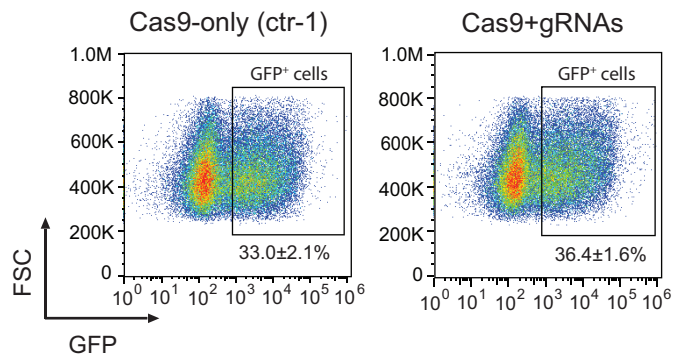 Cas9-only (ctr-1)
Cas9+gRNAs
1.0M
800K
600K
400K
200K
0
GFP⁺ cells
33.0±2.1%
10⁰ 10¹ 10² 10³ 10⁴ 10⁵ 10⁶
1.0M
800K
600K
400K
200K
0
GFP⁺ cells
36.4±1.6%
10⁰ 10¹ 10² 10³ 10⁴ 10⁵ 10⁶
FSC
GFP